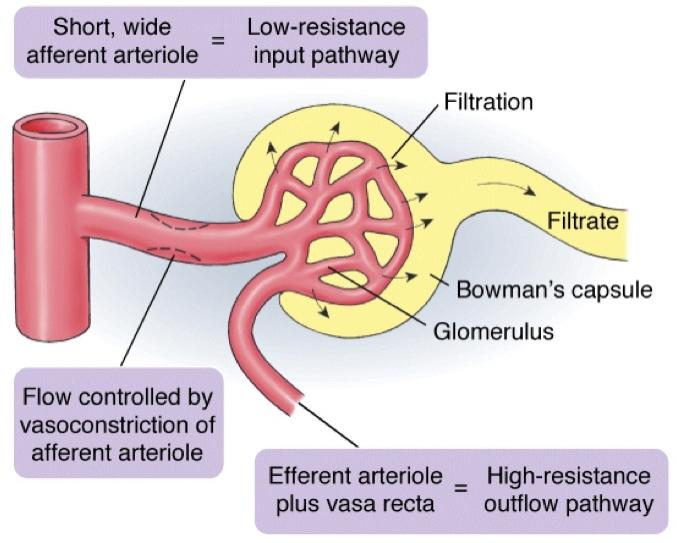 Short, wide
afferent arteriole = Low-resistance
input pathway
Filtration
Filtrate
Bowman's capsule
Glomerulus
Flow controlled by
vasoconstriction of
afferent arteriole
Efferent arteriole
plus vasa recta = High-resistance
outflow pathway